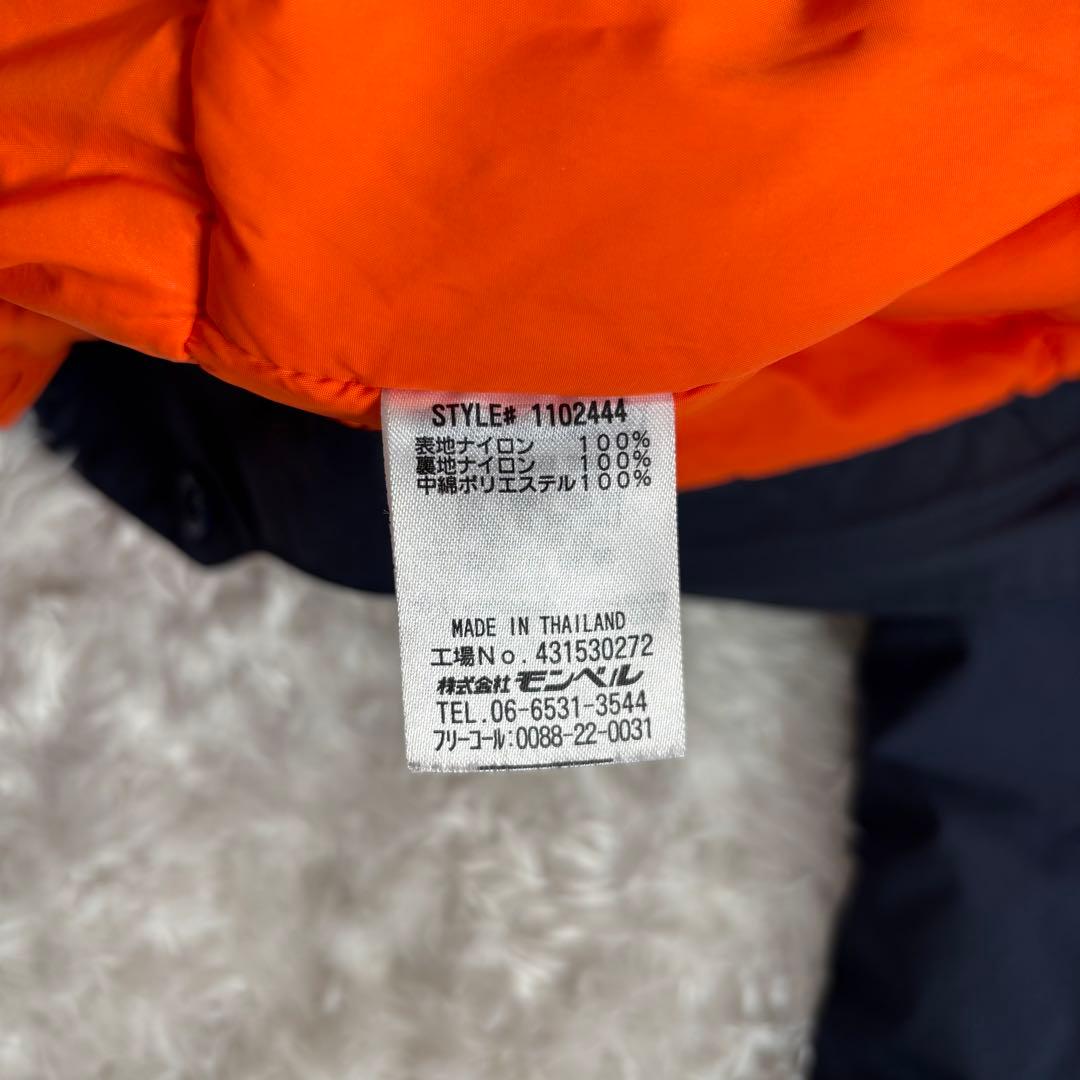 STYLE# 1102444
表地ナイロン 100%
裏地ナイロン 100%
中綿ポリエステル100%
MADE IN THAILAND
工場No.431530272
株式会社モンベル
TEL.06-6531-3544
フリーコール:0088-22-0031